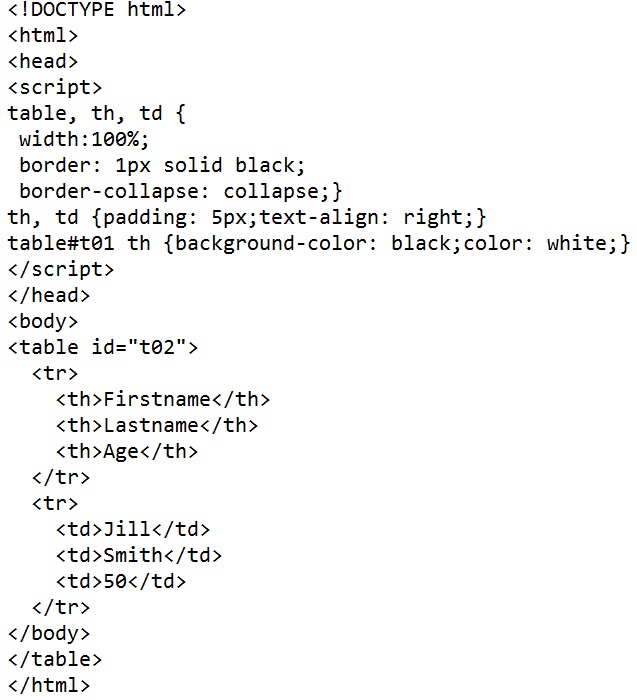 <!DOCTYPE html>
<html>
<head>
<script>
table, th, td {
 width:100%;
 border: 1px solid black;
 border-collapse: collapse;}
th, td {padding: 5px;text-align: right;}
table#t01 th {background-color: black;color: white;}
</script>
</head>
<body>
<table id="t02">
  <tr>
    <th>Firstname</th>
    <th>Lastname</th>
    <th>Age</th>
  </tr>
  <tr>
    <td>Jill</td>
    <td>Smith</td>
    <td>50</td>
  </tr>
</body>
</table>
</html>